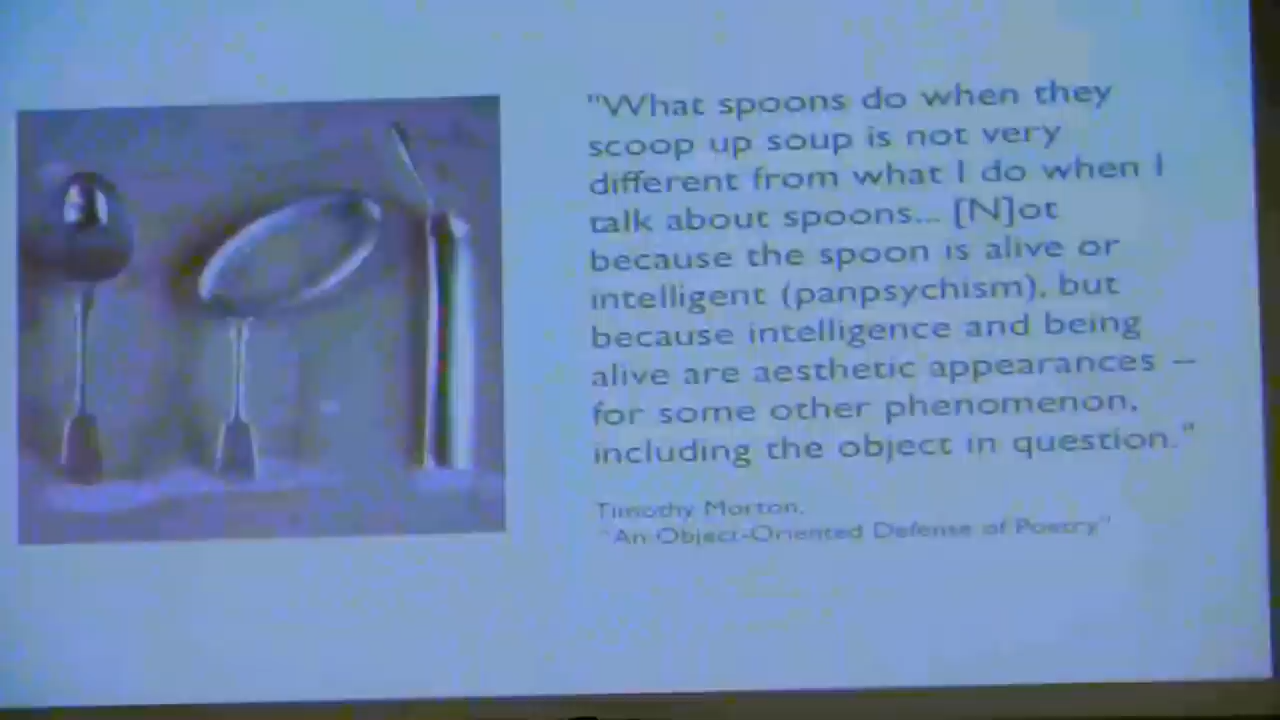 "What spoons do when they
scoop up soup is not very
different from what I do when I
talk about spoons... [N]ot
because the spoon is alive or
intelligent (panpsychism), but
because intelligence and being
alive are aesthetic appearances –
for some other phenomenon,
including the object in question."
Timothy Morton,
"An Object-Oriented Defense of Poetry"